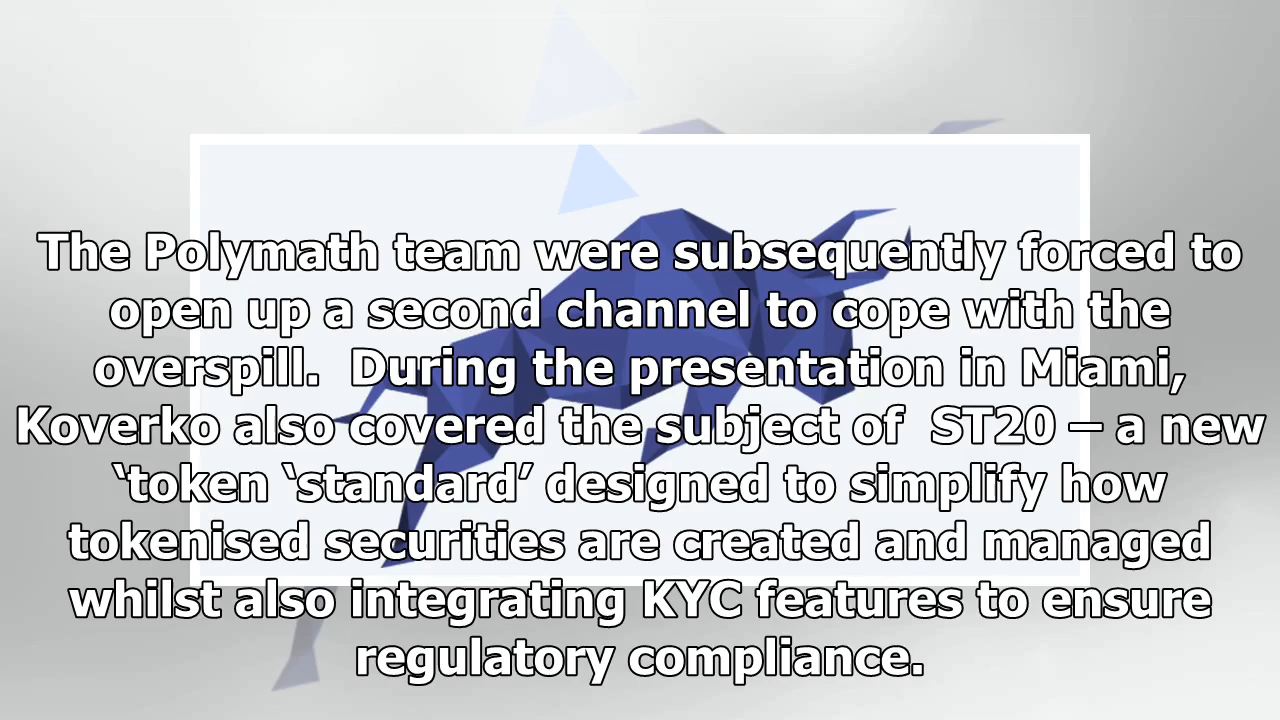 The Polymath team were subsequently forced to
open up a second channel to cope with the
overspill.  During the presentation in Miami,
Koverko also covered the subject of  ST20 – a new
‘token ‘standard’ designed to simplify how
tokenised securities are created and managed
whilst also integrating KYC features to ensure
regulatory compliance.